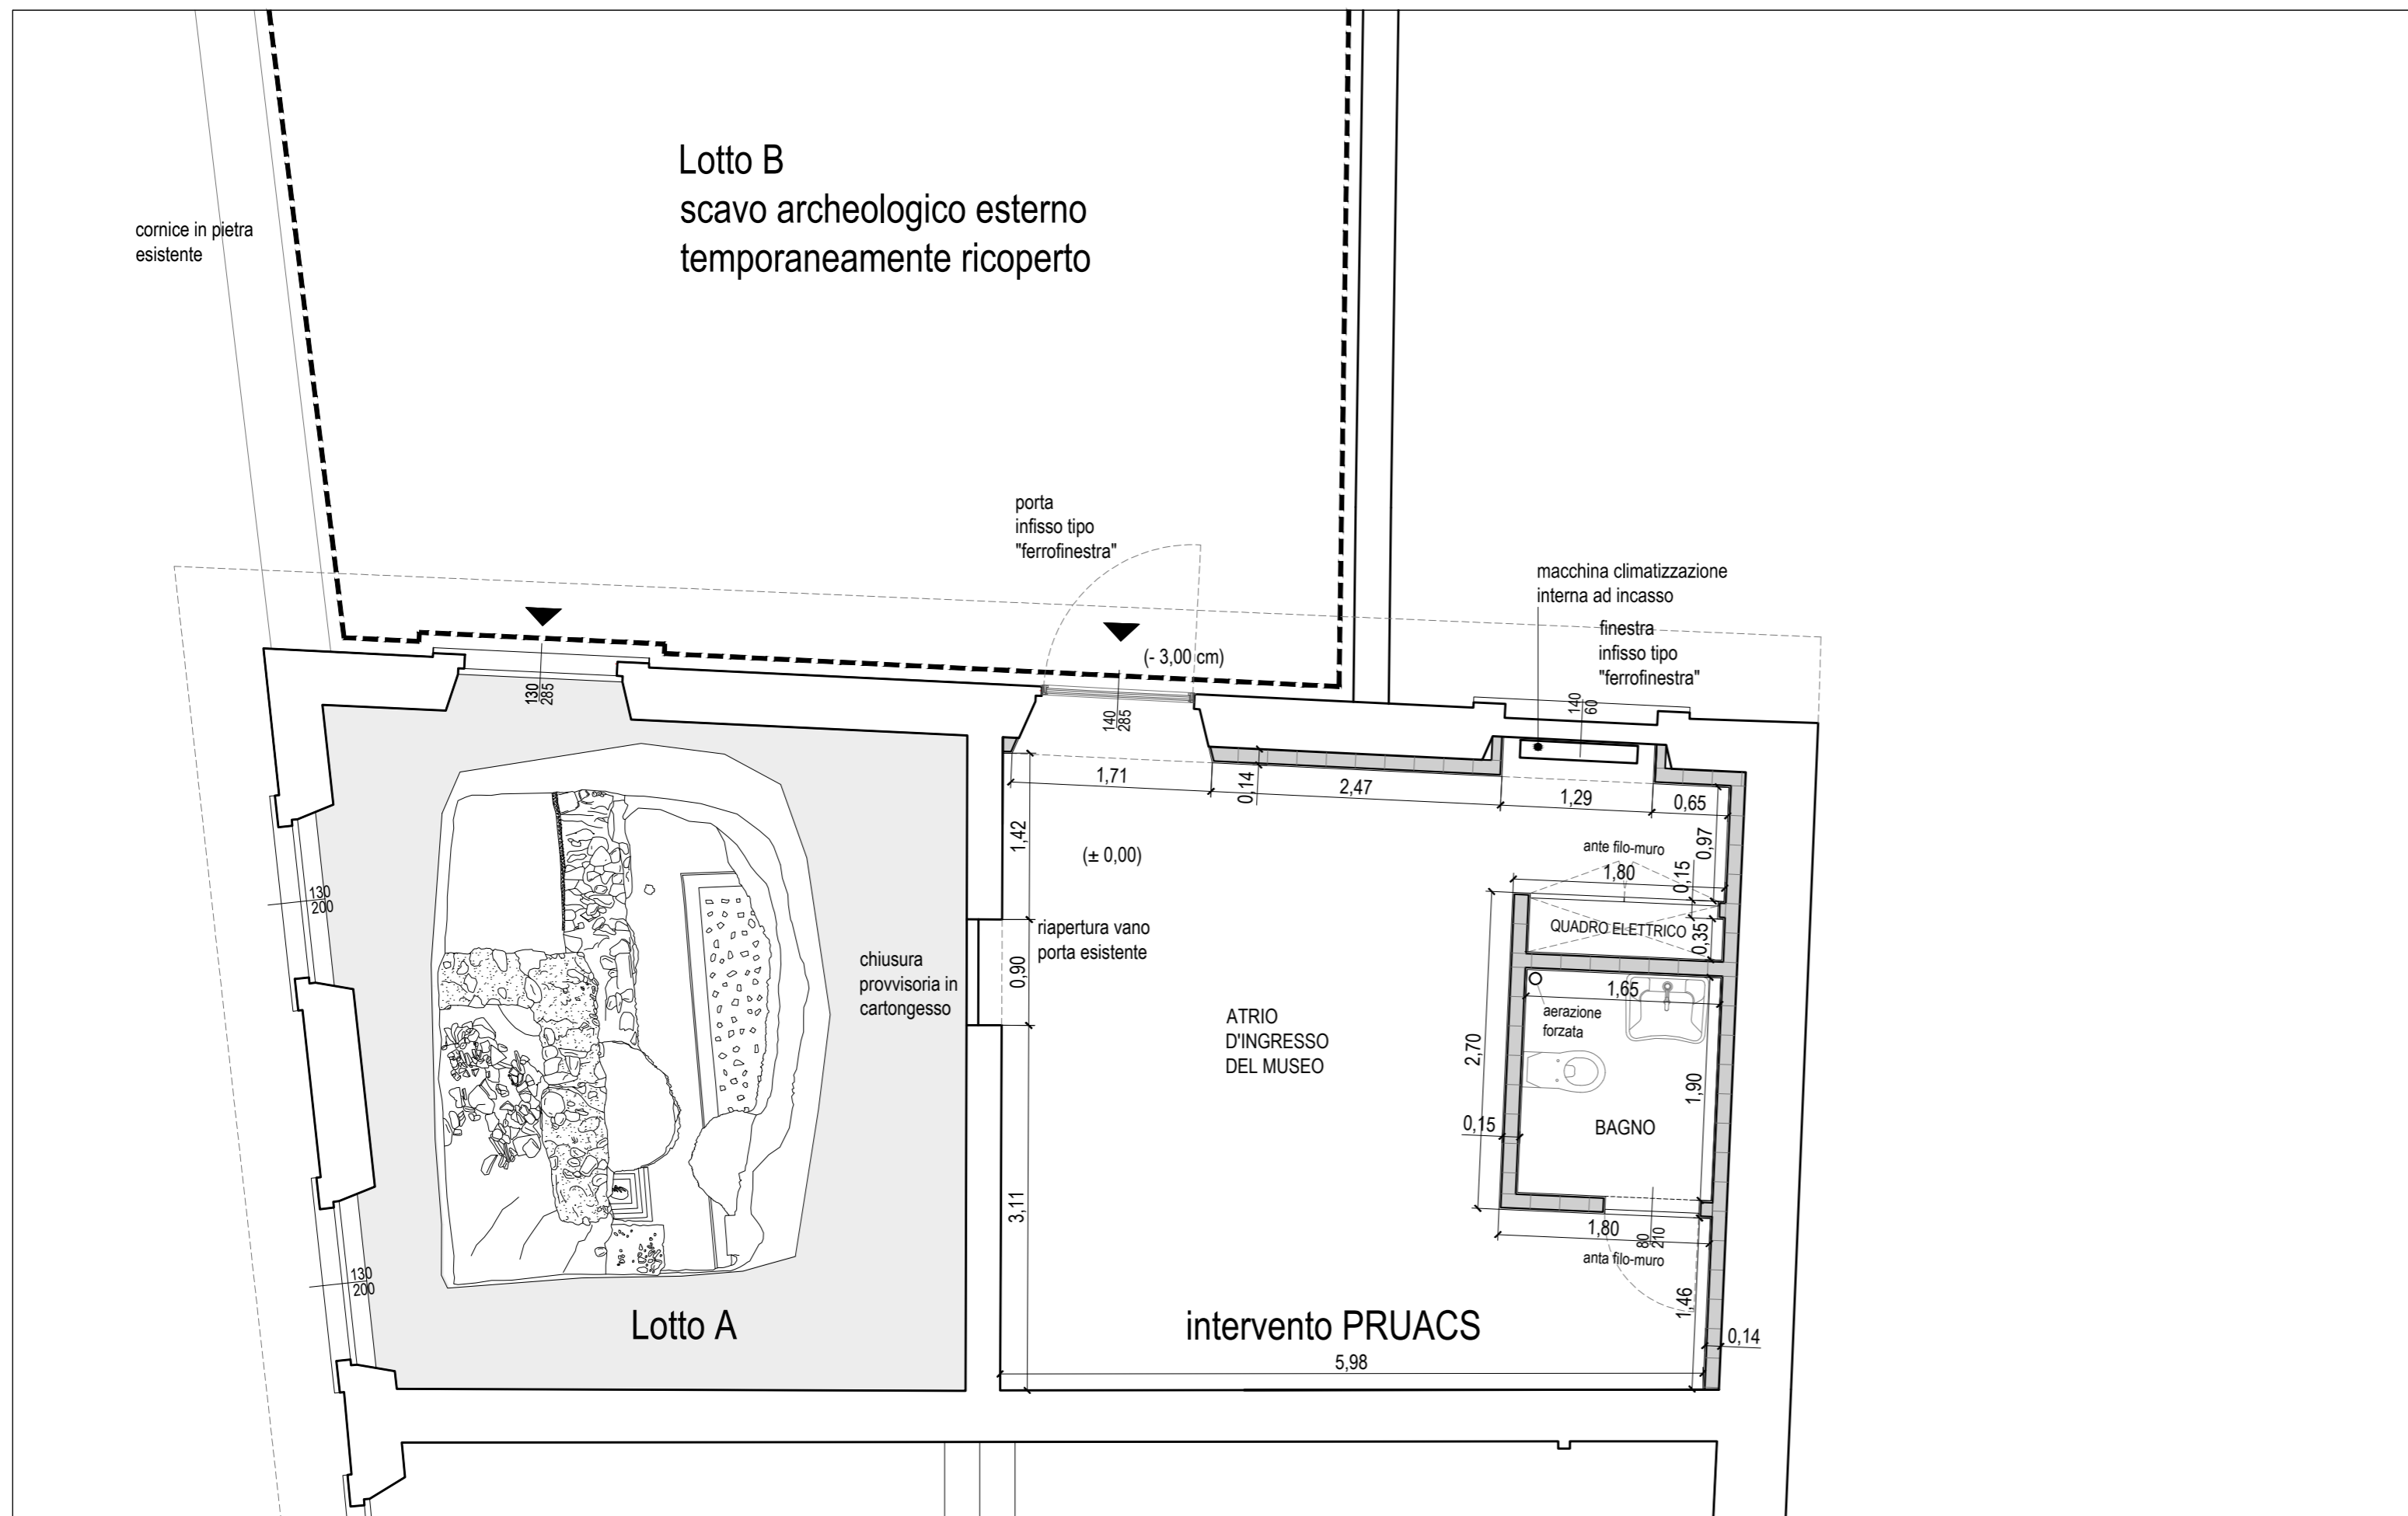 Lotto B
scavo archeologico esterno
temporaneamente ricoperto
cornice in pietra
esistente
porta
infisso tipo
"ferrofinestra"
macchina climatizzazione
interna ad incasso
finestra
infisso tipo
"ferrofinestra"
(- 3,00 cm)
130
285
140
285
140
60
1,71
0,14
2,47
1,29
0,65
1,42
(± 0,00)
ante filo-muro
0,97
1,80
0,15
130
200
riapertura vano
porta esistente
QUADRO ELETTRICO
0,35
chiusura
provvisoria in
cartongesso
0,90
1,65
aerazione
forzata
ATRIO
D'INGRESSO
DEL MUSEO
2,70
1,90
0,15
BAGNO
3,11
1,80
80
210
anta filo-muro
130
200
1,46
Lotto A
intervento PRUACS
0,14
5,98